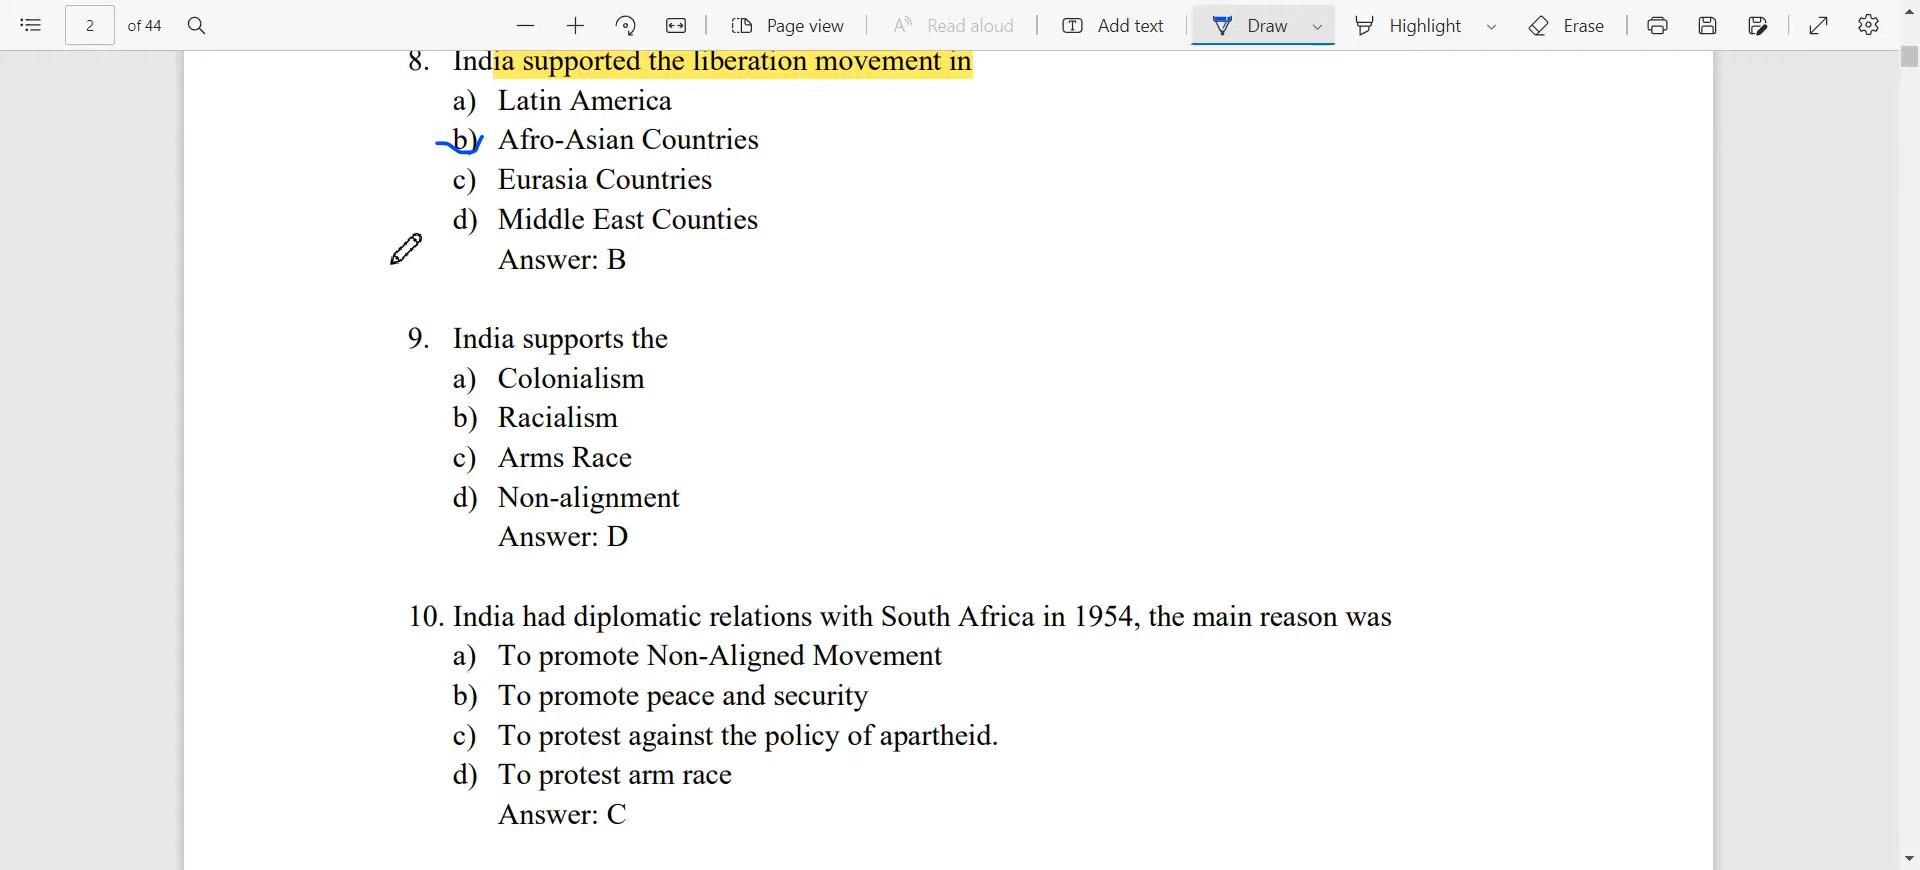 2 of 44 Page view Read aloud Add text Draw Highlight Erase
8. India supported the liberation movement in
a) Latin America
b) Afro-Asian Countries
c) Eurasia Countries
d) Middle East Counties
Answer: B
9. India supports the
a) Colonialism
b) Racialism
c) Arms Race
d) Non-alignment
Answer: D
10. India had diplomatic relations with South Africa in 1954, the main reason was
a) To promote Non-Aligned Movement
b) To promote peace and security
c) To protest against the policy of apartheid.
d) To protest arm race
Answer: C